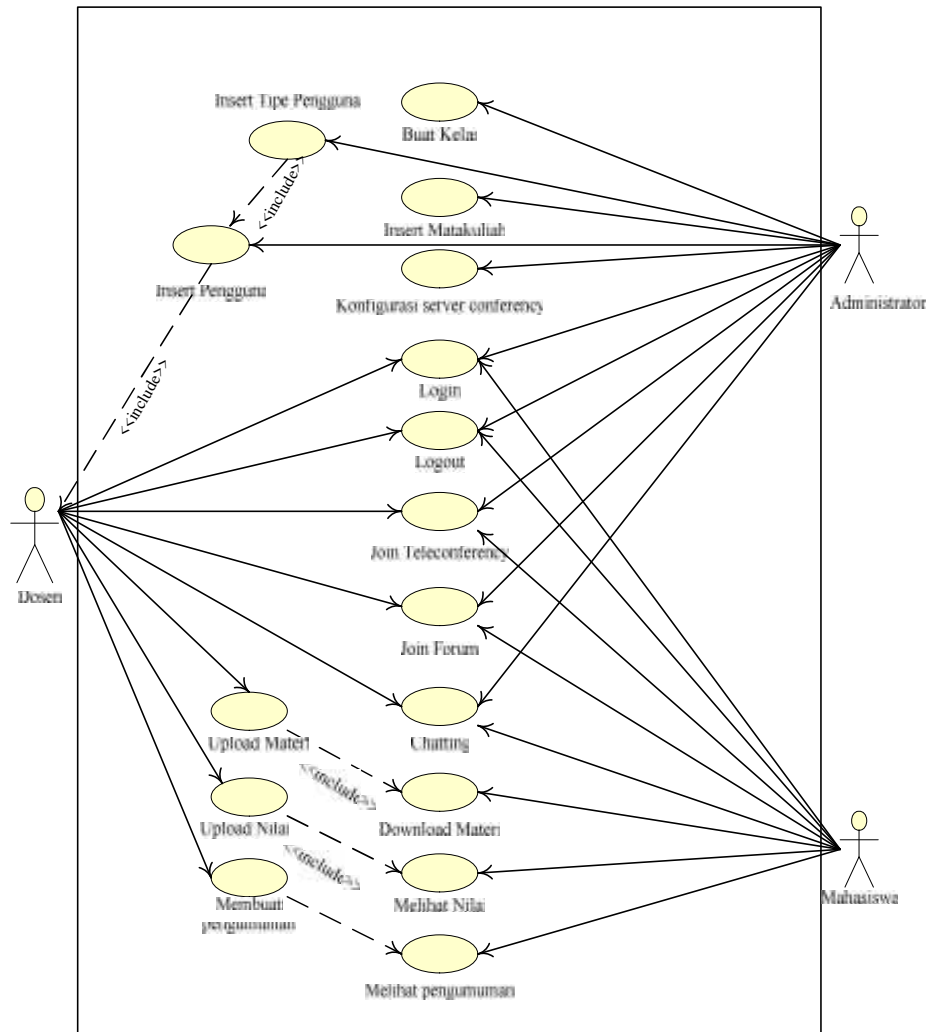 Insert Tipe Pengguna
Buat Kelas
<<include>>
Insert Matakuliah
Insert Pengguna
Konfigurasi server conferency
Administrator
<<include>>
Login
Logout
Join Teleconferency
Dosen
Join Forum
Upload Materi
Chatting
<<include>>
Upload Nilai
Download Materi
<<include>>
Membuat
pengumuman
Melihat Nilai
Mahasiswa
Melihat pengumuman